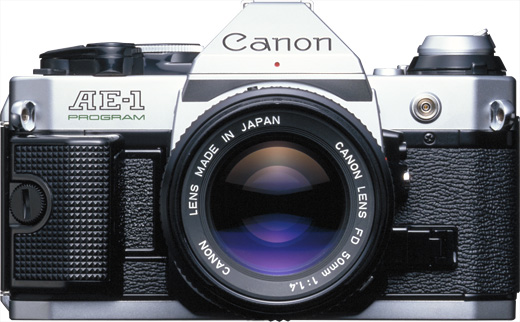 Canon
AE-1
PROGRAM
CANON LENS MADE IN JAPAN
CANON LENS FD 50mm 1:1.4